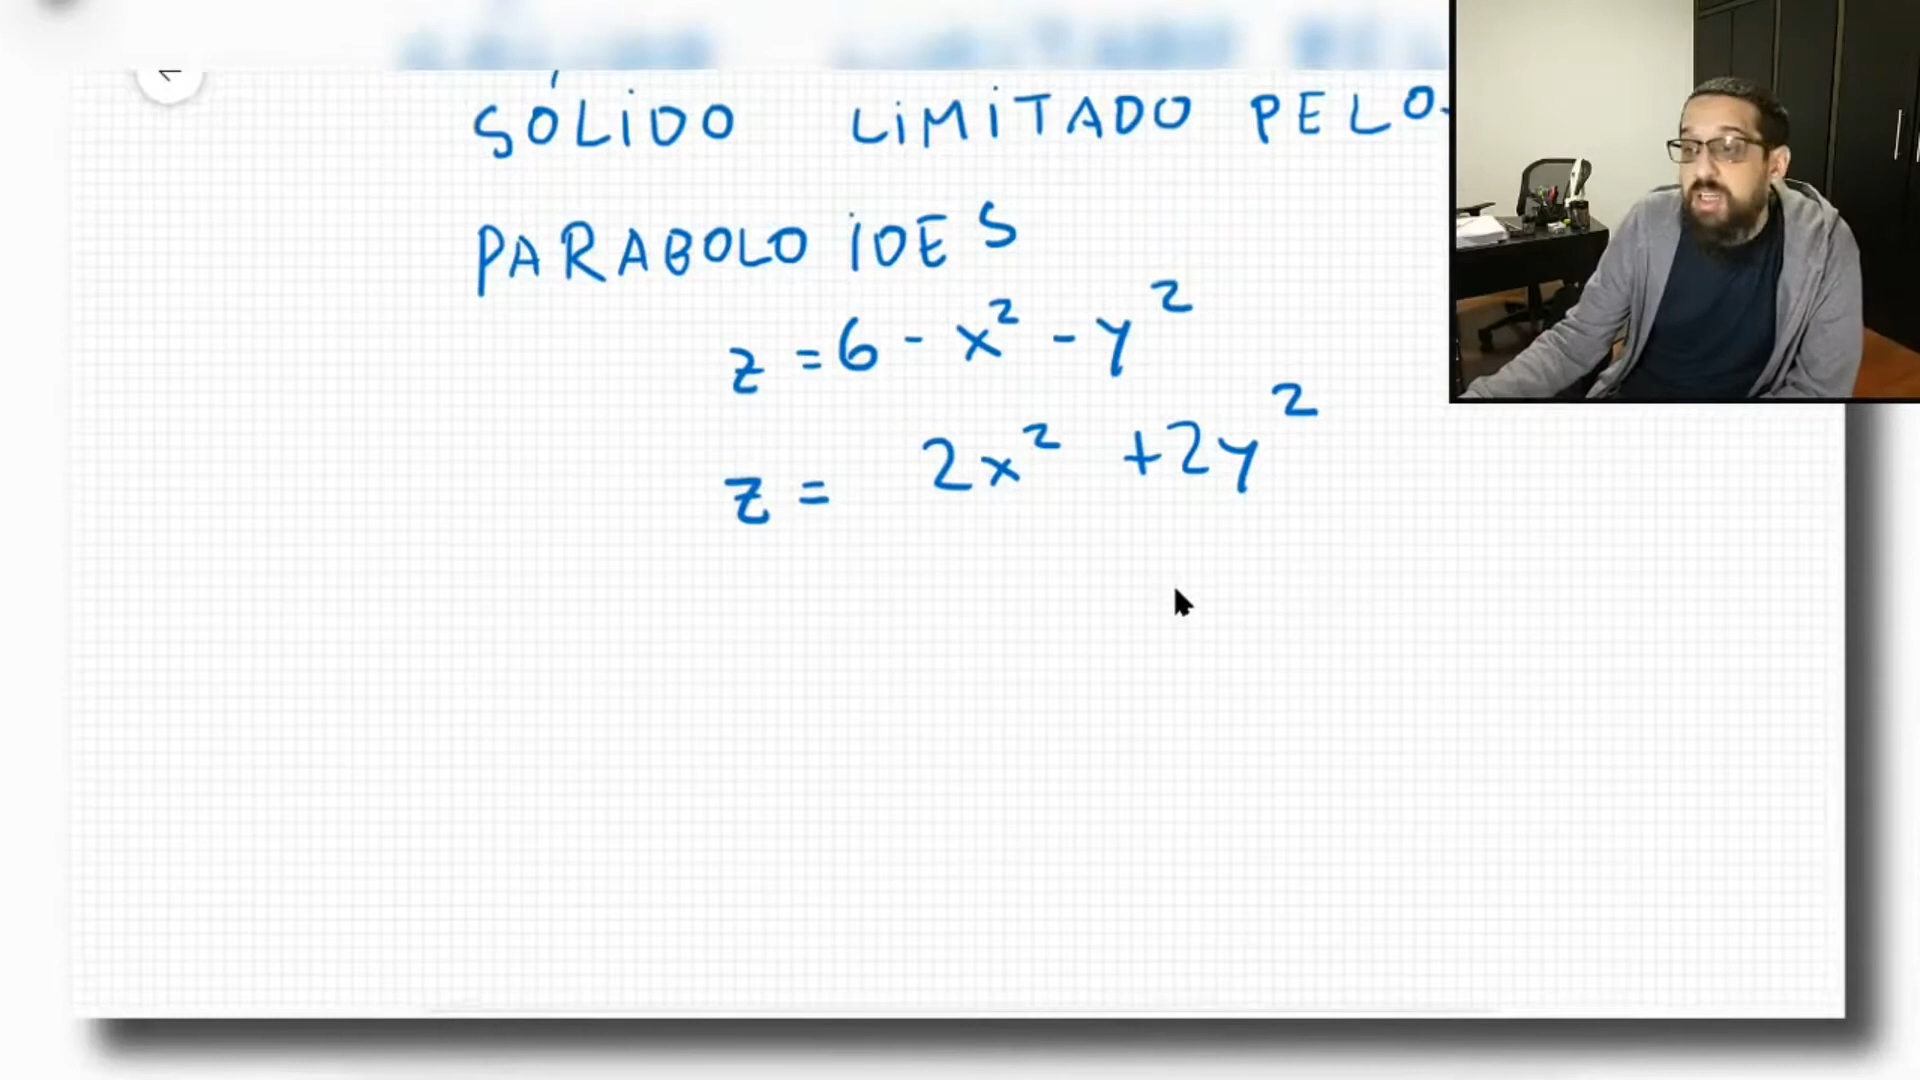 SÓLIDO LIMITADO PELO
PARABOLOIDES
z = 6 - x² - y²
z = 2x² + 2y²